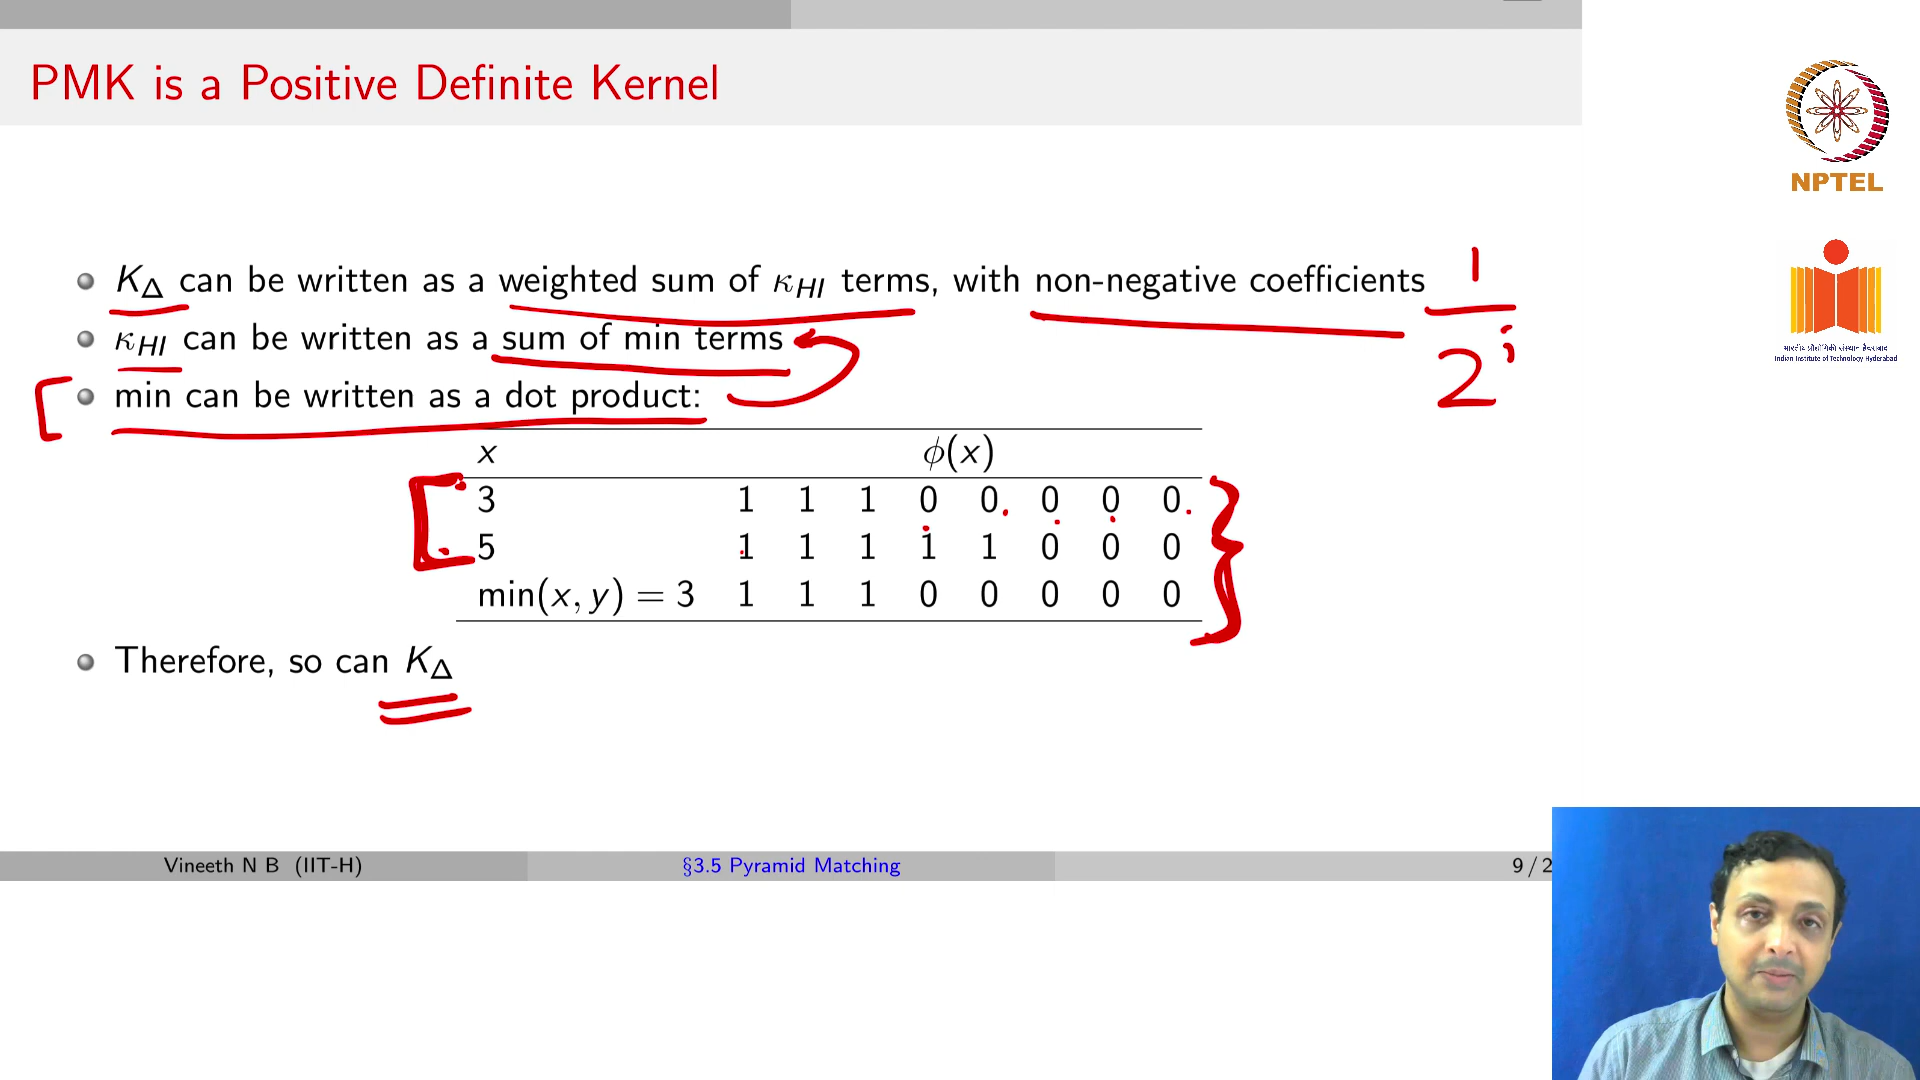 PMK is a Positive Definite Kernel
NPTEL
K_Δ can be written as a weighted sum of κ_HI terms, with non-negative coefficients
1
2^i
κ_HI can be written as a sum of min terms
भारतीय प्रौद्योगिकी संस्थान हैदराबाद
Indian Institute of Technology Hyderabad
min can be written as a dot product:
x ϕ(x)
3 1 1 1 0 0 0 0 0
5 1 1 1 1 1 0 0 0
min(x, y) = 3 1 1 1 0 0 0 0 0
Therefore, so can K_Δ
Vineeth N B (IIT-H) §3.5 Pyramid Matching 9 / 2